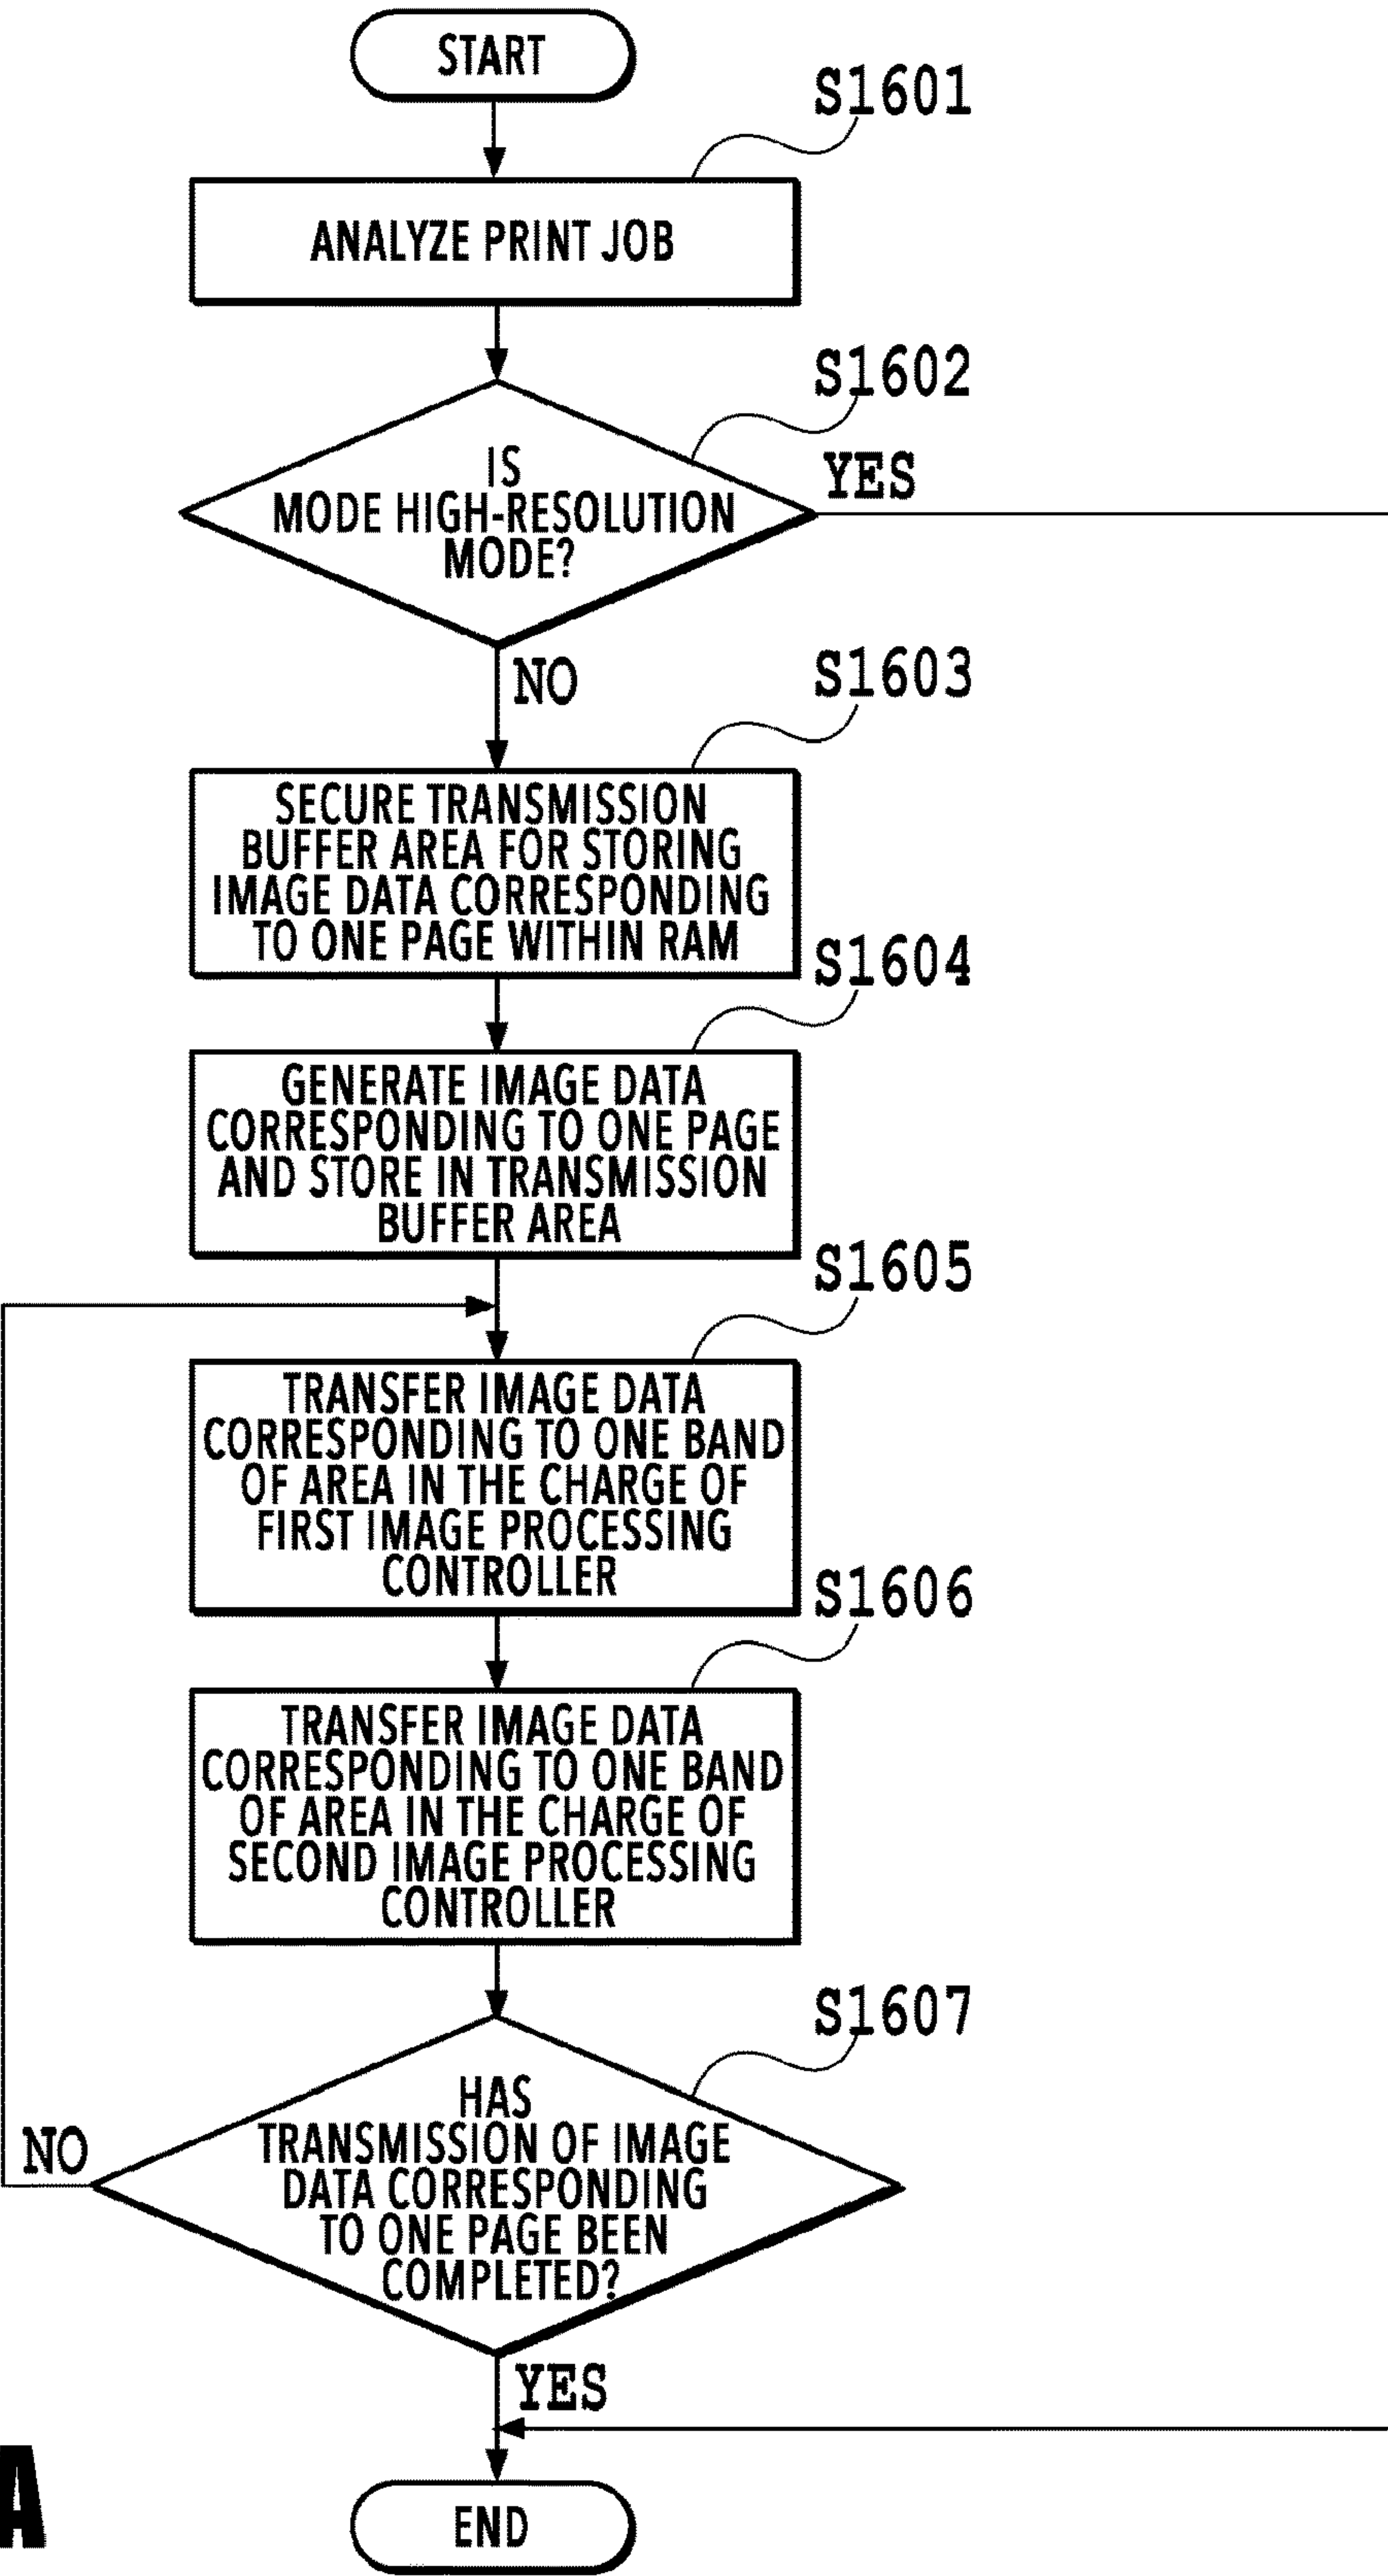 START
S1601
ANALYZE PRINT JOB
S1602
IS
MODE HIGH-RESOLUTION
MODE?
YES
NO
S1603
SECURE TRANSMISSION
BUFFER AREA FOR STORING
IMAGE DATA CORRESPONDING
TO ONE PAGE WITHIN RAM
S1604
GENERATE IMAGE DATA
CORRESPONDING TO ONE PAGE
AND STORE IN TRANSMISSION
BUFFER AREA
S1605
TRANSFER IMAGE DATA
CORRESPONDING TO ONE BAND
OF AREA IN THE CHARGE OF
FIRST IMAGE PROCESSING
CONTROLLER
S1606
TRANSFER IMAGE DATA
CORRESPONDING TO ONE BAND
OF AREA IN THE CHARGE OF
SECOND IMAGE PROCESSING
CONTROLLER
S1607
HAS
TRANSMISSION OF IMAGE
DATA CORRESPONDING
TO ONE PAGE BEEN
COMPLETED?
NO
YES
END
A